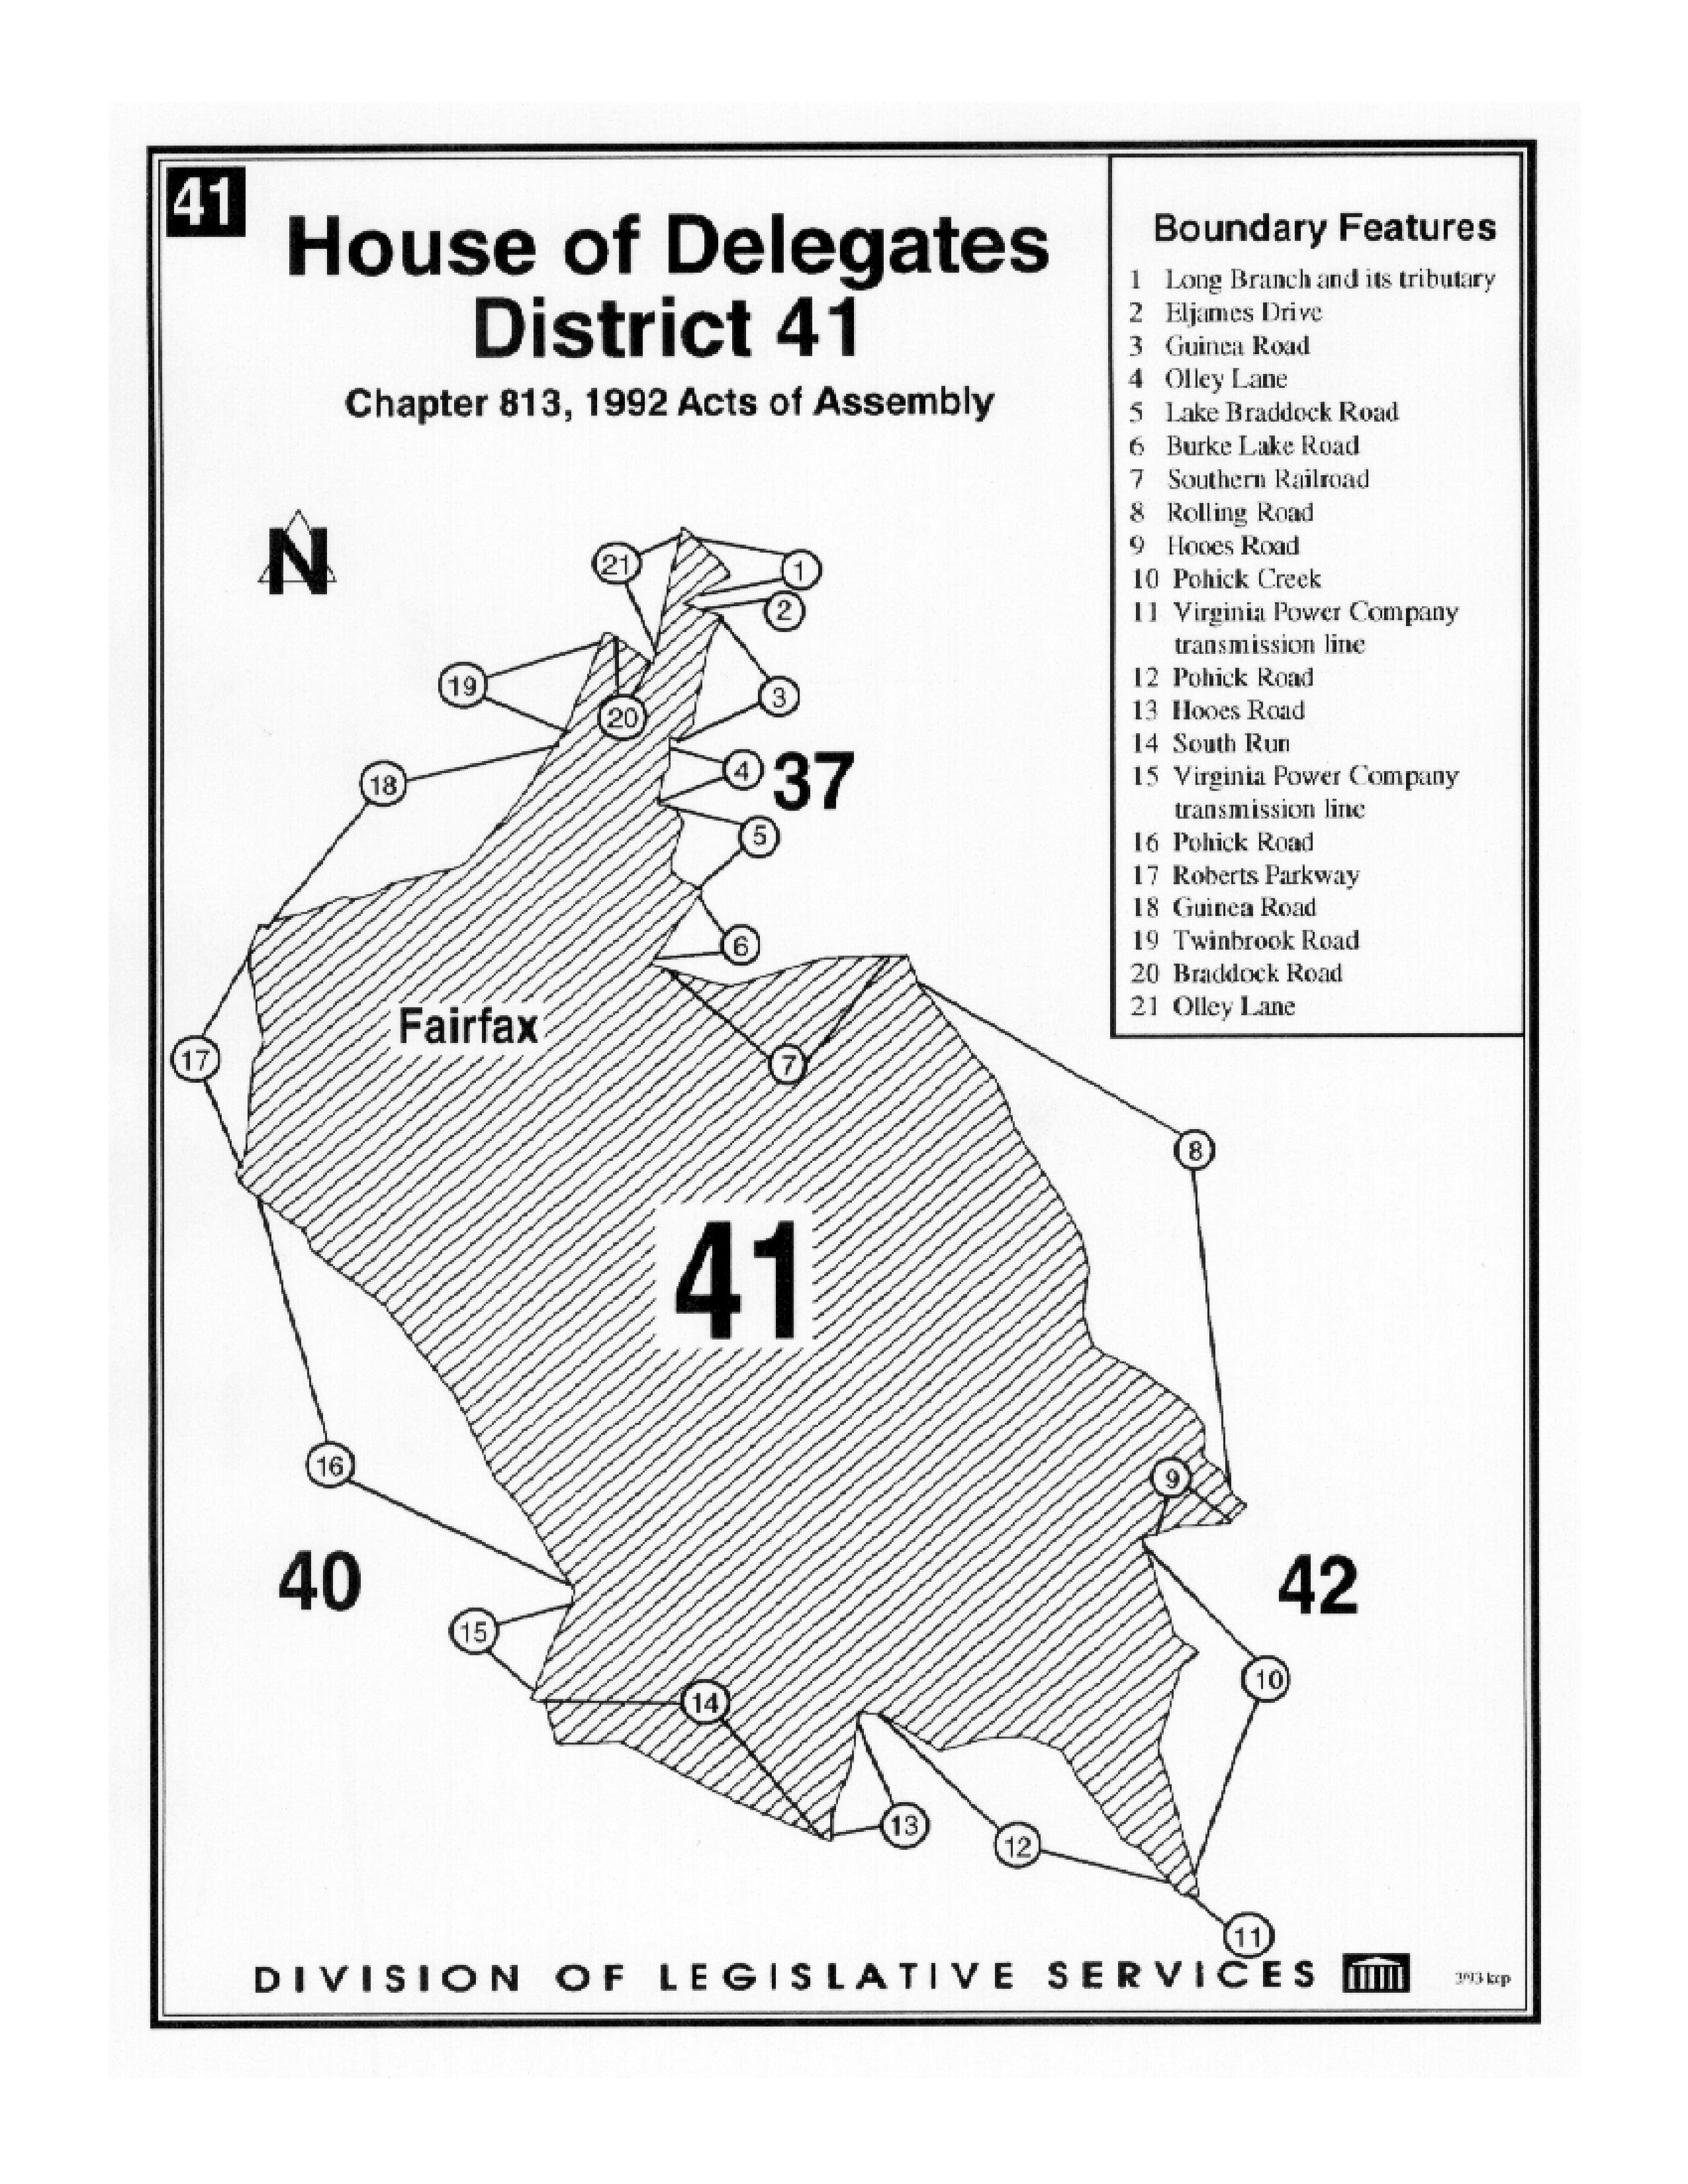 41
House of Delegates
District 41
Chapter 813, 1992 Acts of Assembly
Boundary Features
1 Long Branch and its tributary
2 Eljames Drive
3 Guinea Road
4 Olley Lane
5 Lake Braddock Road
6 Burke Lake Road
7 Southern Railroad
8 Rolling Road
9 Hooes Road
10 Pohick Creek
11 Virginia Power Company
transmission line
12 Pohick Road
13 Hooes Road
14 South Run
15 Virginia Power Company
transmission line
16 Pohick Road
17 Roberts Parkway
18 Guinea Road
19 Twinbrook Road
20 Braddock Road
21 Olley Lane
N
21
1
2
19
3
20
18
4
37
5
6
Fairfax
17
7
8
41
16
9
40
42
15
10
14
13
12
11
DIVISION OF LEGISLATIVE SERVICES
3/93 kcp